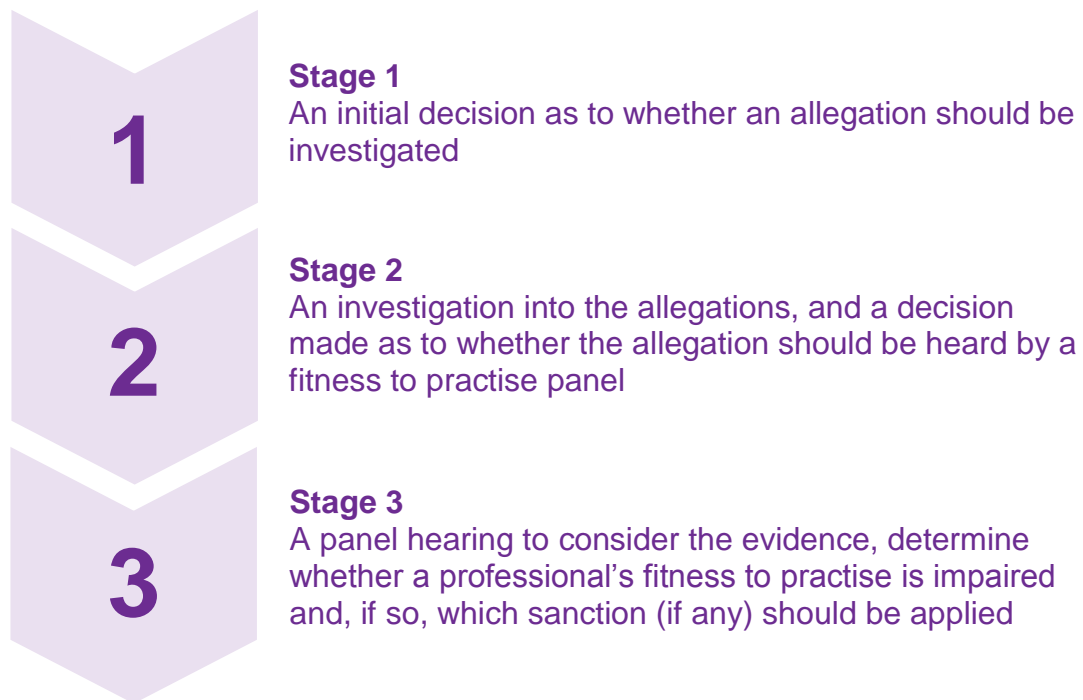 1
Stage 1
An initial decision as to whether an allegation should be
investigated
2
Stage 2
An investigation into the allegations, and a decision
made as to whether the allegation should be heard by a
fitness to practise panel
3
Stage 3
A panel hearing to consider the evidence, determine
whether a professional’s fitness to practise is impaired
and, if so, which sanction (if any) should be applied